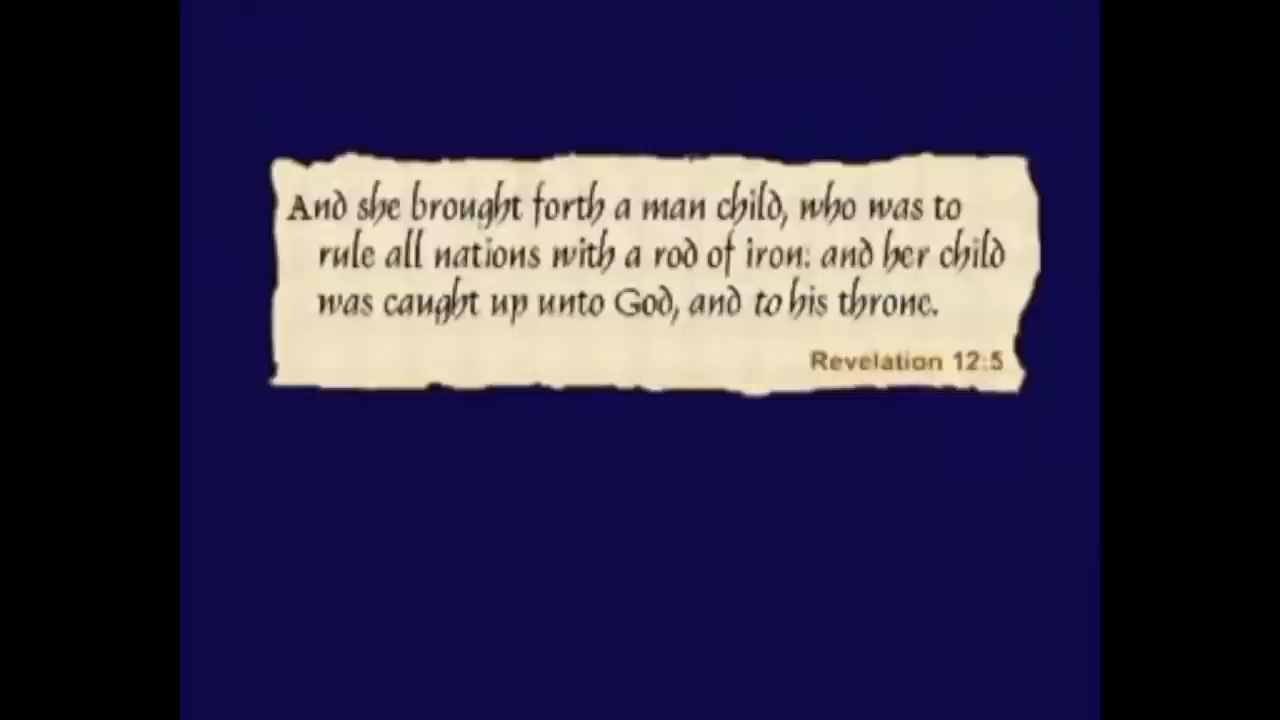 And she brought forth a man child, who was to
rule all nations with a rod of iron: and her child
was caught up unto God, and to his throne.
Revelation 12:5